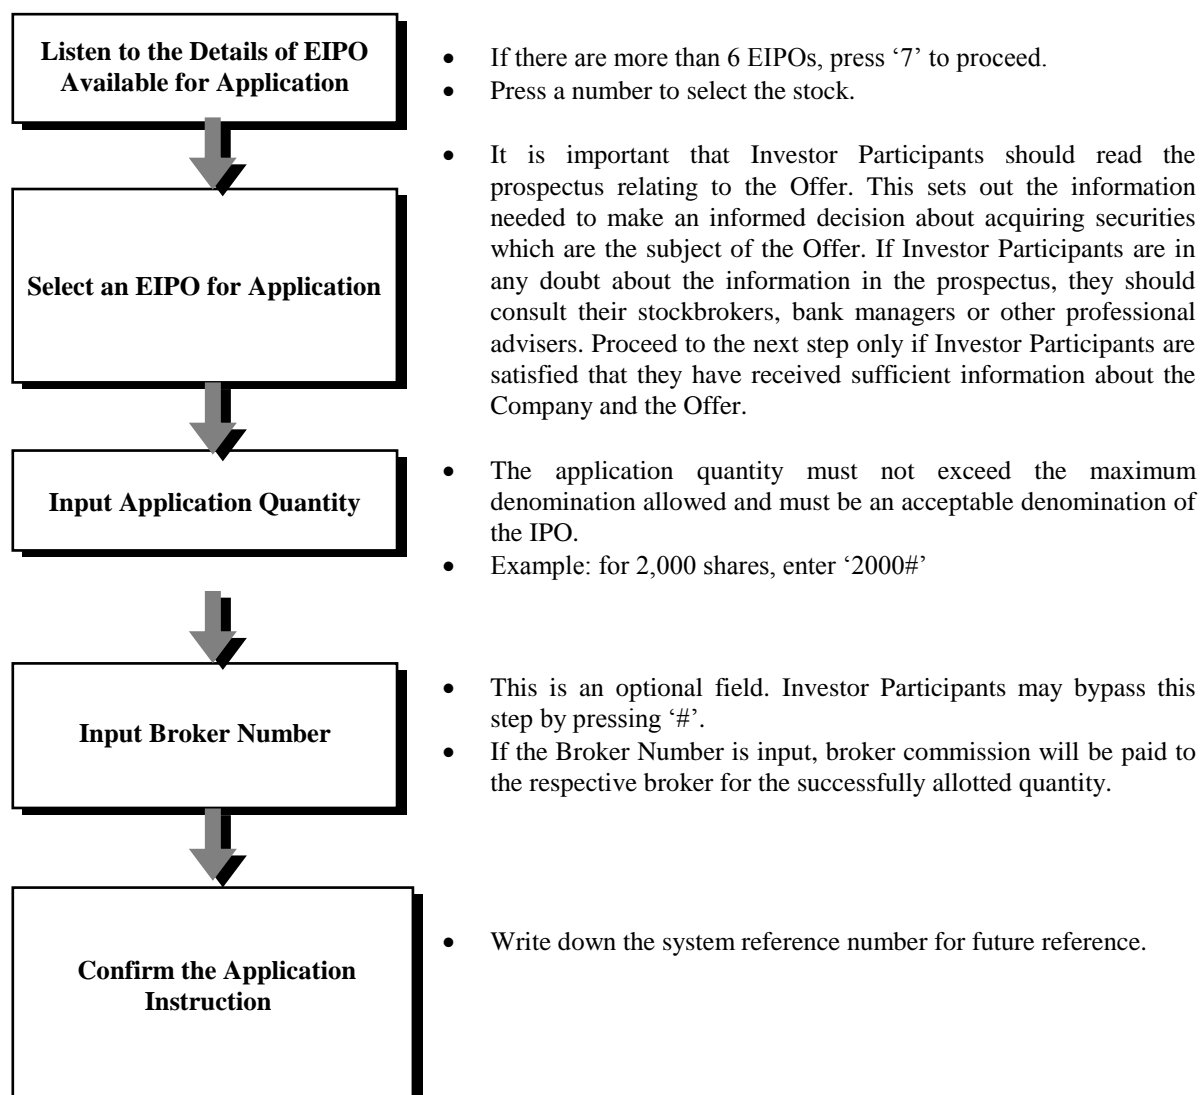 Listen to the Details of EIPO
Available for Application
• If there are more than 6 EIPOs, press ‘7’ to proceed.
• Press a number to select the stock.
Select an EIPO for Application
• It is important that Investor Participants should read the
prospectus relating to the Offer. This sets out the information
needed to make an informed decision about acquiring securities
which are the subject of the Offer. If Investor Participants are in
any doubt about the information in the prospectus, they should
consult their stockbrokers, bank managers or other professional
advisers. Proceed to the next step only if Investor Participants are
satisfied that they have received sufficient information about the
Company and the Offer.
Input Application Quantity
• The application quantity must not exceed the maximum
denomination allowed and must be an acceptable denomination of
the IPO.
• Example: for 2,000 shares, enter ‘2000#’
Input Broker Number
• This is an optional field. Investor Participants may bypass this
step by pressing ‘#’.
• If the Broker Number is input, broker commission will be paid to
the respective broker for the successfully allotted quantity.
Confirm the Application
Instruction
• Write down the system reference number for future reference.